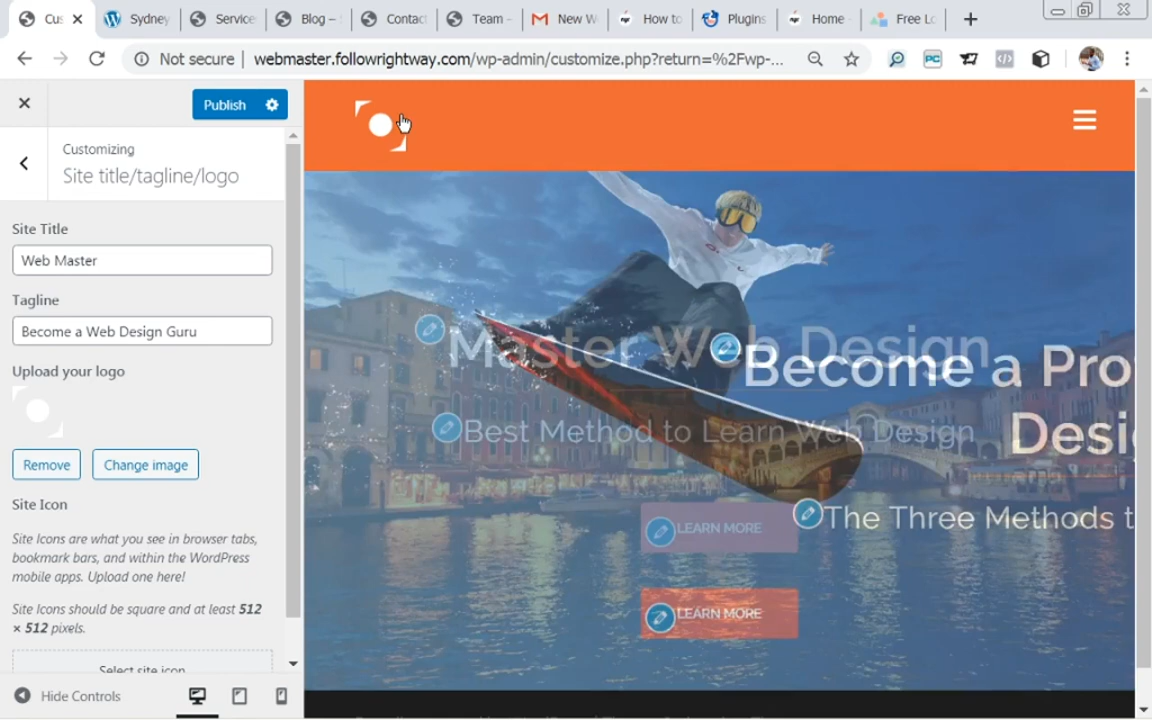 Cus
Sydney
Service
Blog –
Contac
Team –
New W
How to
Plugins
Home
Free Lo
Not secure
webmaster.followrightway.com/wp-admin/customize.php?return=%2Fwp-...
PC
Publish
Customizing
Site title/tagline/logo
Site Title
Web Master
Tagline
Become a Web Design Guru
Upload your logo
Remove
Change image
Site Icon
Site Icons are what you see in browser tabs,
bookmark bars, and within the WordPress
mobile apps. Upload one here!
Site Icons should be square and at least 512
× 512 pixels.
Select site icon
Hide Controls
Master Web Design
Best Method to Learn Web Design
LEARN MORE
Become a Pro
Desi
The Three Methods t
LEARN MORE